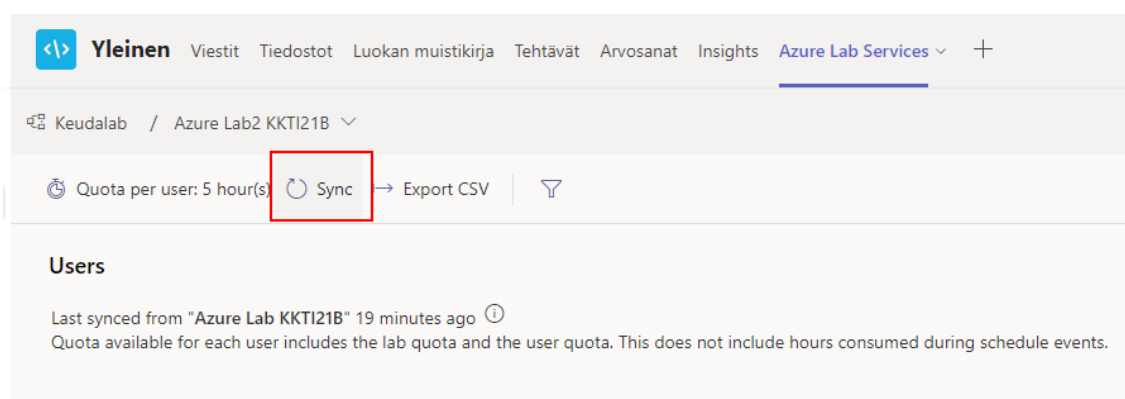 Yleinen Viestit Tiedostot Luokan muistikirja Tehtävät Arvosanat Insights Azure Lab Services
Keudalab / Azure Lab2 KKTI21B
Quota per user: 5 hour(s) Sync Export CSV
Users
Last synced from "Azure Lab KKTI21B" 19 minutes ago
Quota available for each user includes the lab quota and the user quota. This does not include hours consumed during schedule events.